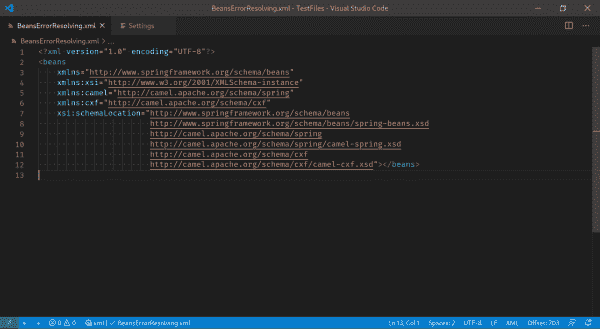 BeansErrorResolving.xml - TestFiles - Visual Studio Code
BeansErrorResolving.xml
Settings
BeansErrorResolving.xml > ...
1 <?xml version="1.0" encoding="UTF-8"?>
2 <beans
3 xmlns="http://www.springframework.org/schema/beans"
4 xmlns:xsi="http://www.w3.org/2001/XMLSchema-instance"
5 xmlns:camel="http://camel.apache.org/schema/spring"
6 xmlns:cxf="http://camel.apache.org/schema/cxf"
7 xsi:schemaLocation="http://www.springframework.org/schema/beans
8 http://www.springframework.org/schema/beans/spring-beans.xsd
9 http://camel.apache.org/schema/spring
10 http://camel.apache.org/schema/spring/camel-spring.xsd
11 http://camel.apache.org/schema/cxf
12 http://camel.apache.org/schema/cxf/camel-cxf.xsd"></beans>
13
0 0 xml | ✓ BeansErrorResolving.xml Ln 13, Col 1 Spaces: 2 UTF-8 LF XML Offset: 703